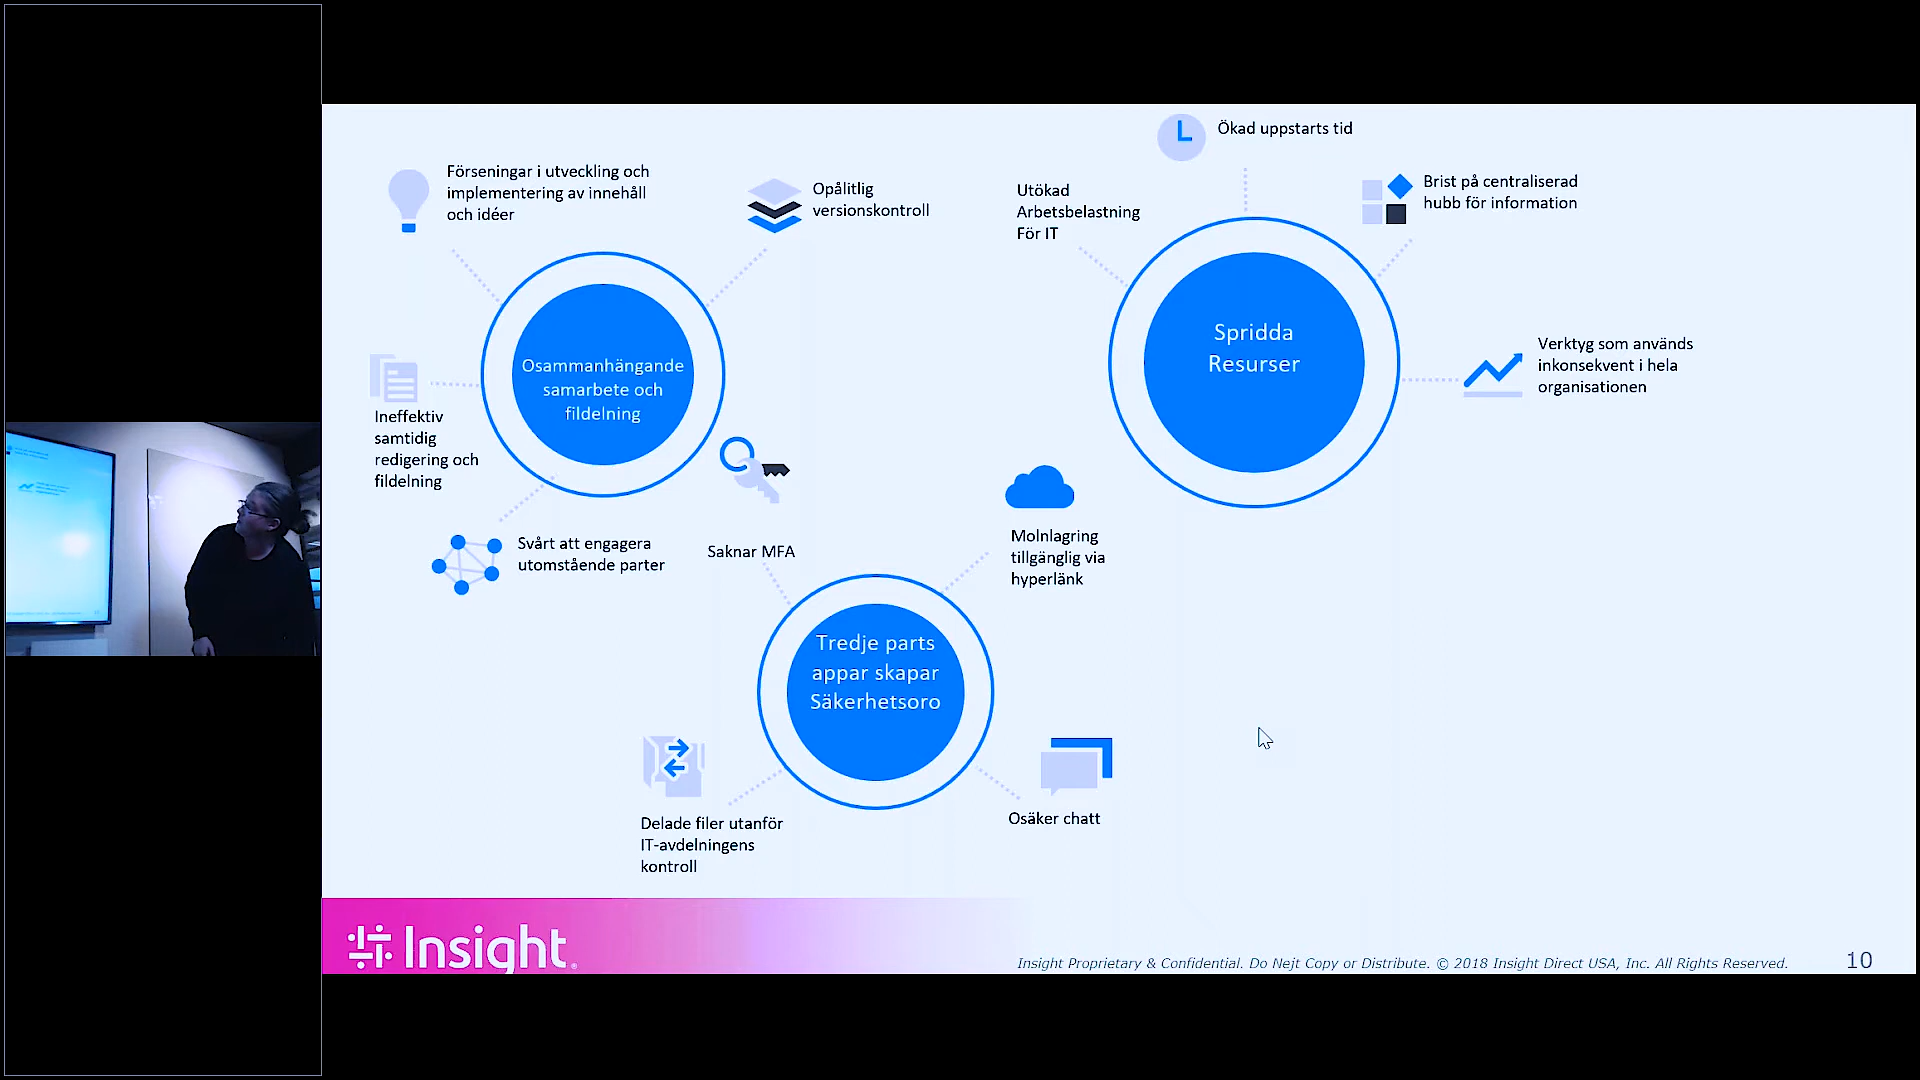 Förseningar i utveckling och
implementering av innehåll
och idéer
Opålitlig
versionskontroll
Osammanhängande
samarbete och
fildelning
Ineffektiv
samtidig
redigering och
fildelning
Svårt att engagera
utomstående parter
Ökad uppstarts tid
Utökad
Arbetsbelastning
För IT
Brist på centraliserad
hubb för information
Spridda
Resurser
Verktyg som används
inkonsekvent i hela
organisationen
Saknar MFA
Molnlagring
tillgänglig via
hyperlänk
Tredje parts
appar skapar
Säkerhetsoro
Delade filer utanför
IT-avdelningens
kontroll
Osäker chatt
Insight.
Insight Proprietary & Confidential. Do Nejt Copy or Distribute. © 2018 Insight Direct USA, Inc. All Rights Reserved.
10